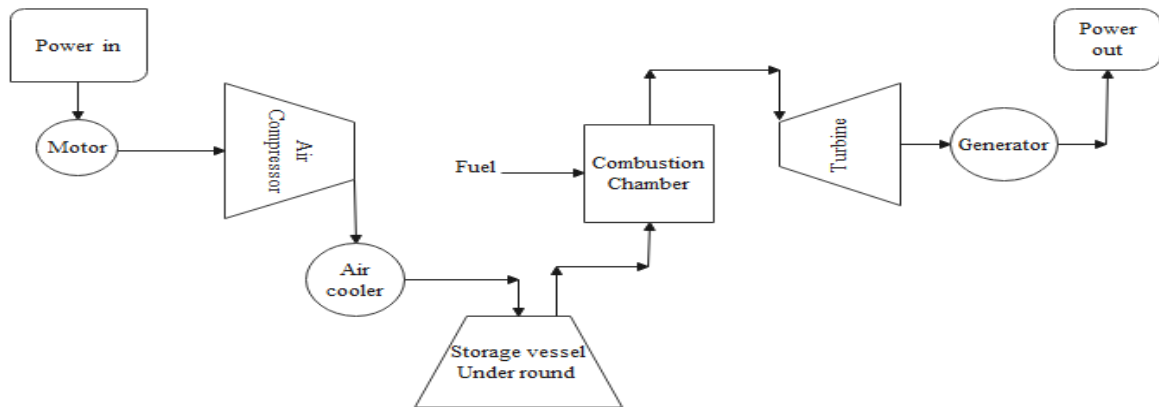 Power in
Motor
Air
Compressor
Air
cooler
Storage vessel
Under round
Fuel
Combustion
Chamber
Turbine
Generator
Power
out